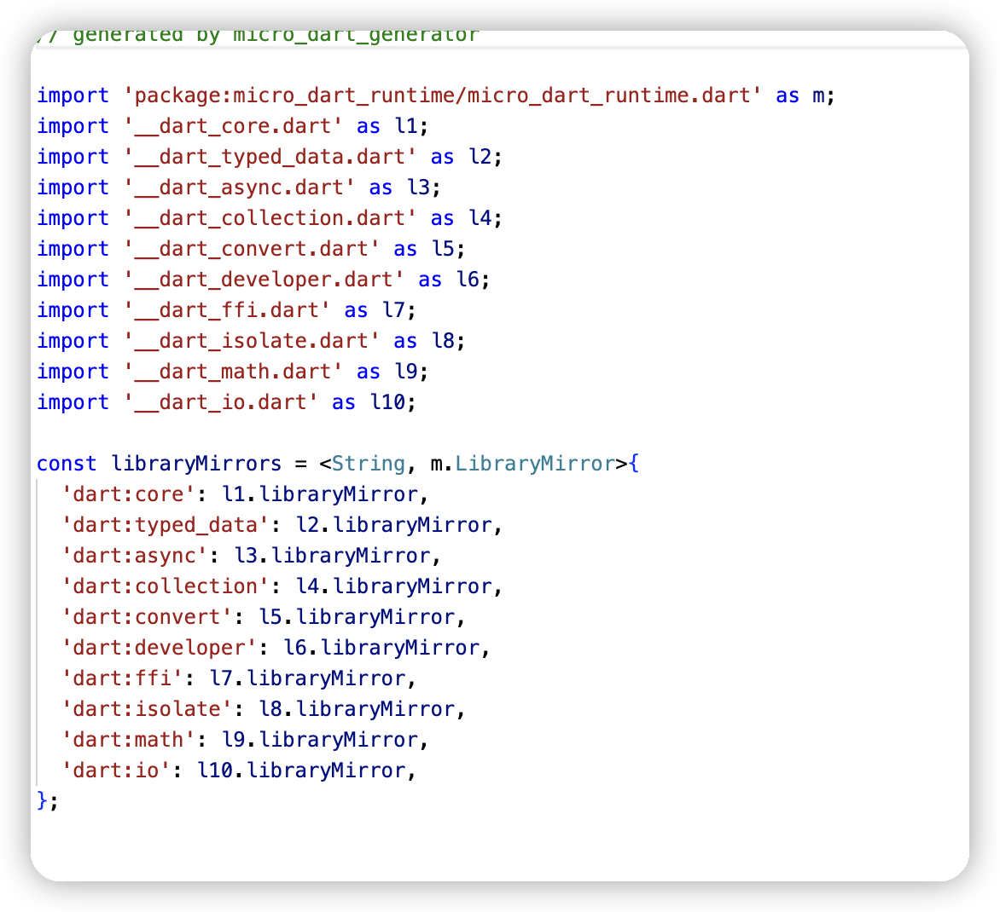 // generated by micro_dart_generator
import 'package:micro_dart_runtime/micro_dart_runtime.dart' as m;
import '__dart_core.dart' as l1;
import '__dart_typed_data.dart' as l2;
import '__dart_async.dart' as l3;
import '__dart_collection.dart' as l4;
import '__dart_convert.dart' as l5;
import '__dart_developer.dart' as l6;
import '__dart_ffi.dart' as l7;
import '__dart_isolate.dart' as l8;
import '__dart_math.dart' as l9;
import '__dart_io.dart' as l10;
const libraryMirrors = <String, m.LibraryMirror>{
  'dart:core': l1.libraryMirror,
  'dart:typed_data': l2.libraryMirror,
  'dart:async': l3.libraryMirror,
  'dart:collection': l4.libraryMirror,
  'dart:convert': l5.libraryMirror,
  'dart:developer': l6.libraryMirror,
  'dart:ffi': l7.libraryMirror,
  'dart:isolate': l8.libraryMirror,
  'dart:math': l9.libraryMirror,
  'dart:io': l10.libraryMirror,
};